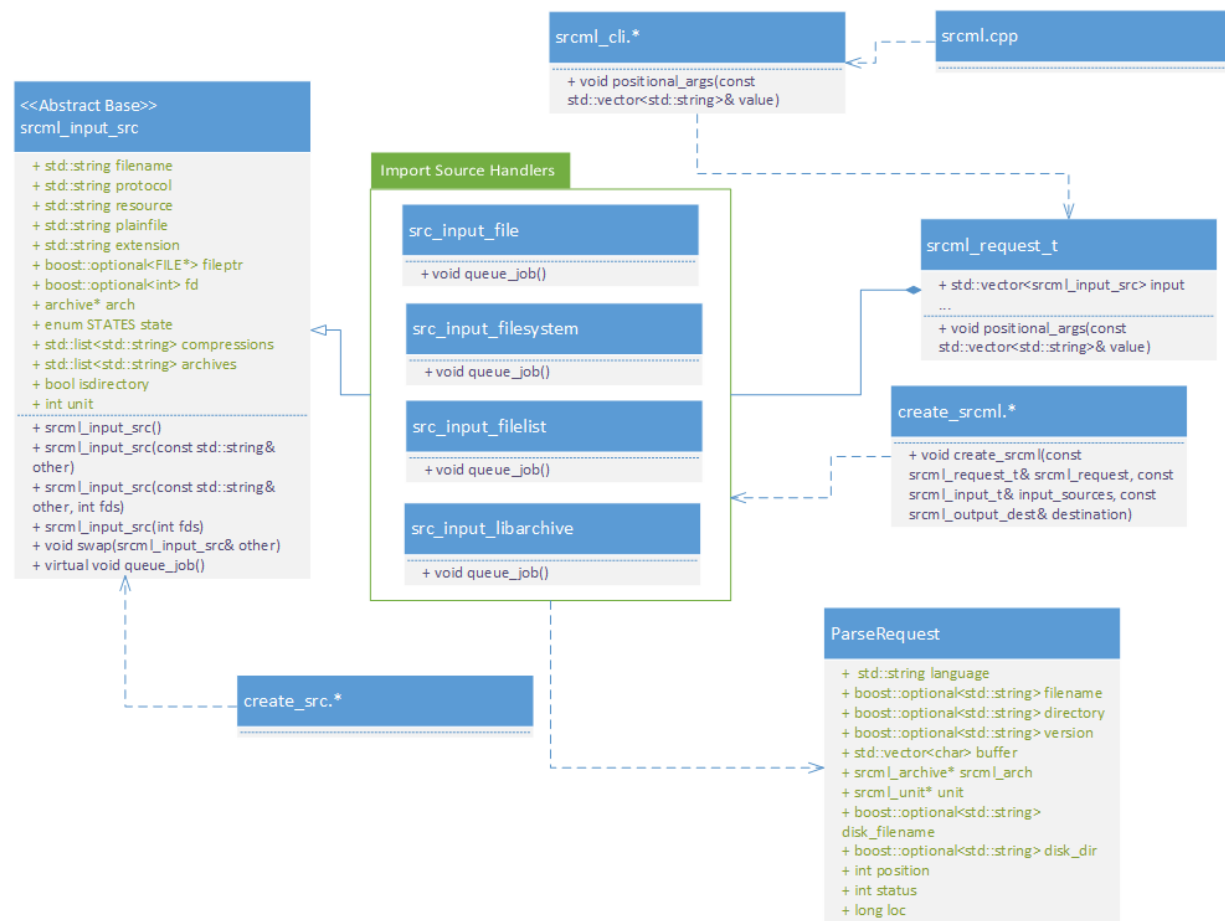 srcml_cli.*
+ void positional_args(const
std::vector<std::string>& value)
srcml.cpp
<<Abstract Base>>
srcml_input_src
+ std::string filename
+ std::string protocol
+ std::string resource
+ std::string plainfile
+ std::string extension
+ boost::optional<FILE*> fileptr
+ boost::optional<int> fd
+ archive* arch
+ enum STATES state
+ std::list<std::string> compressions
+ std::list<std::string> archives
+ bool isdirectory
+ int unit
+ srcml_input_src()
+ srcml_input_src(const std::string&
other)
+ srcml_input_src(const std::string&
other, int fds)
+ srcml_input_src(int fds)
+ void swap(srcml_input_src& other)
+ virtual void queue_job()
Import Source Handlers
src_input_file
+ void queue_job()
src_input_filesystem
+ void queue_job()
src_input_filelist
+ void queue_job()
src_input_libarchive
+ void queue_job()
srcml_request_t
+ std::vector<srcml_input_src> input
...
+ void positional_args(const
std::vector<std::string>& value)
create_srcml.*
+ void create_srcml(const
srcml_request_t& srcml_request, const
srcml_input_t& input_sources, const
srcml_output_dest& destination)
create_src.*
ParseRequest
+ std::string language
+ boost::optional<std::string> filename
+ boost::optional<std::string> directory
+ boost::optional<std::string> version
+ std::vector<char> buffer
+ srcml_archive* srcml_arch
+ srcml_unit* unit
+ boost::optional<std::string>
disk_filename
+ boost::optional<std::string> disk_dir
+ int position
+ int status
+ long loc